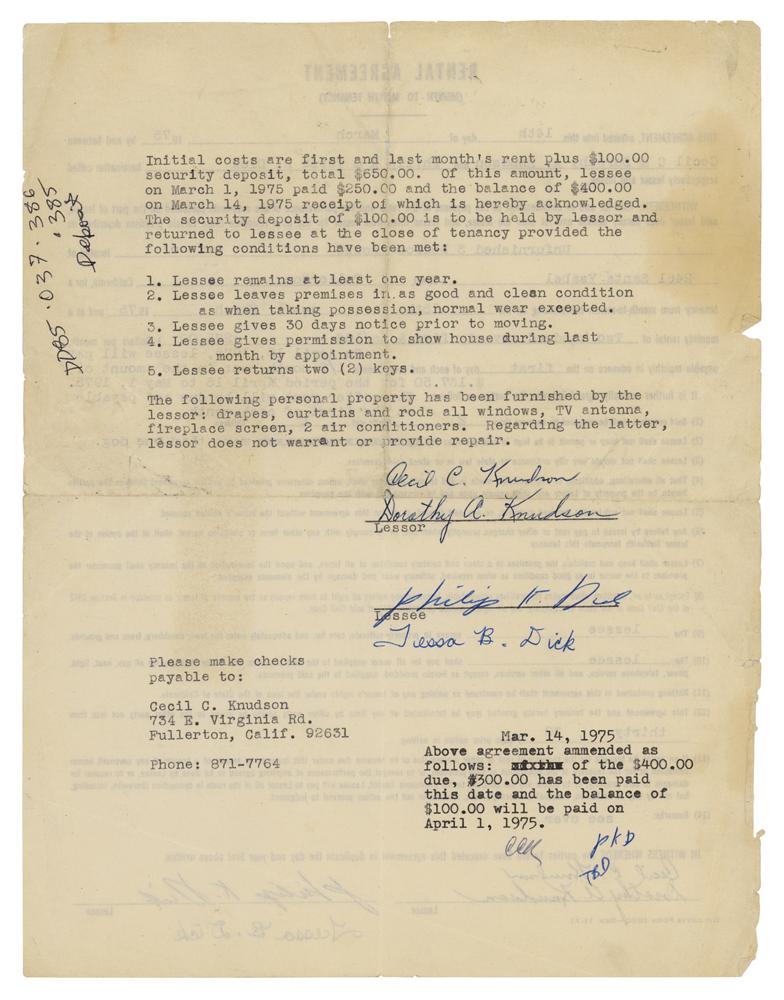 Initial costs are first and last month's rent plus $100.00
security deposit, total $650.00. Of this amount, lessee
on March 1, 1975 paid $250.00 and the balance of $400.00
on March 14, 1975 receipt of which is hereby acknowledged.
The security deposit of $100.00 is to be held by lessor and
returned to lessee at the close of tenancy provided the
following conditions have been met:
1. Lessee remains at least one year.
2. Lessee leaves premises in as good and clean condition
as when taking possession, normal wear excepted.
3. Lessee gives 30 days notice prior to moving.
4. Lessee gives permission to show house during last
month by appointment.
5. Lessee returns two (2) keys.
The following personal property has been furnished by the
lessor: drapes, curtains and rods all windows, TV antenna,
fireplace screen, 2 air conditioners. Regarding the latter,
lessor does not warrant or provide repair.
Cecil C. Knudson
Dorothy A. Knudson
Lessor
Philip K. Dick
Lessee
Tessa B. Dick
Please make checks
payable to:
Cecil C. Knudson
734 E. Virginia Rd.
Fullerton, Calif. 92631
Phone: 871-7764
Mar. 14, 1975
Above agreement ammended as
follows: of the $400.00
due, $300.00 has been paid
this date and the balance of
$100.00 will be paid on
April 1, 1975.
CCK
PKD
TBD
DD85.037.386
.385